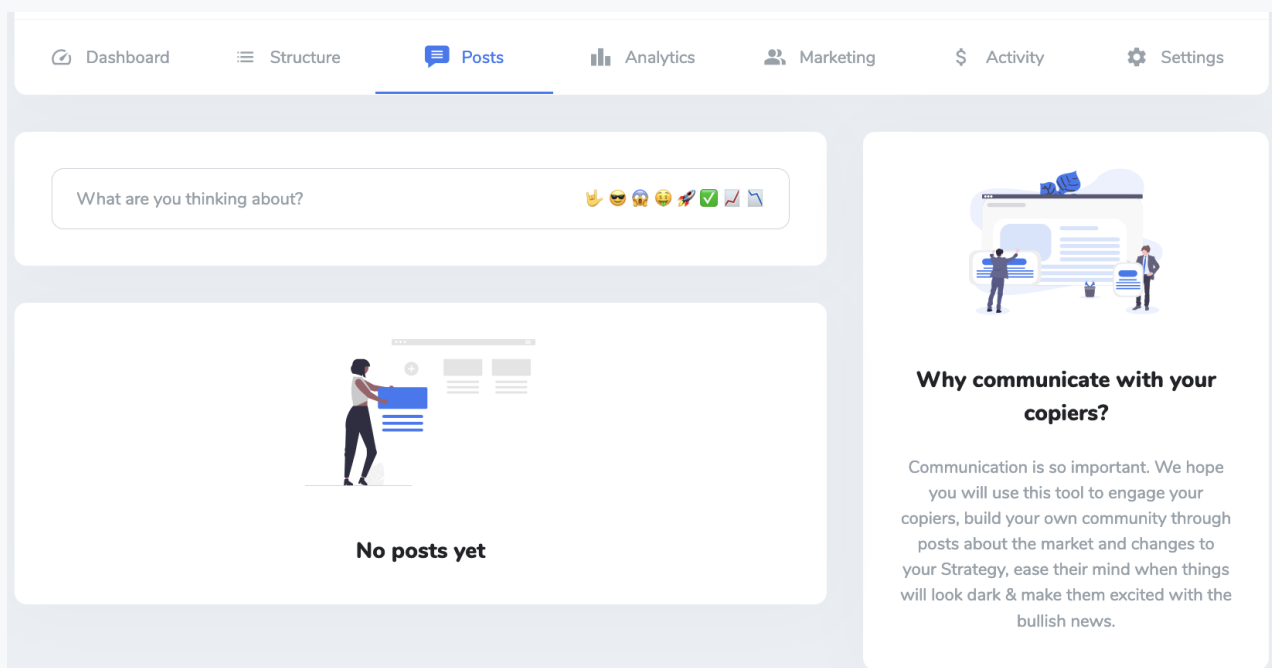 Dashboard
Structure
Posts
Analytics
Marketing
$ Activity
Settings
What are you thinking about? 🤟😎😱🤑🚀✅📈📉
No posts yet
Why communicate with your
copiers?
Communication is so important. We hope
you will use this tool to engage your
copiers, build your own community through
posts about the market and changes to
your Strategy, ease their mind when things
will look dark & make them excited with the
bullish news.